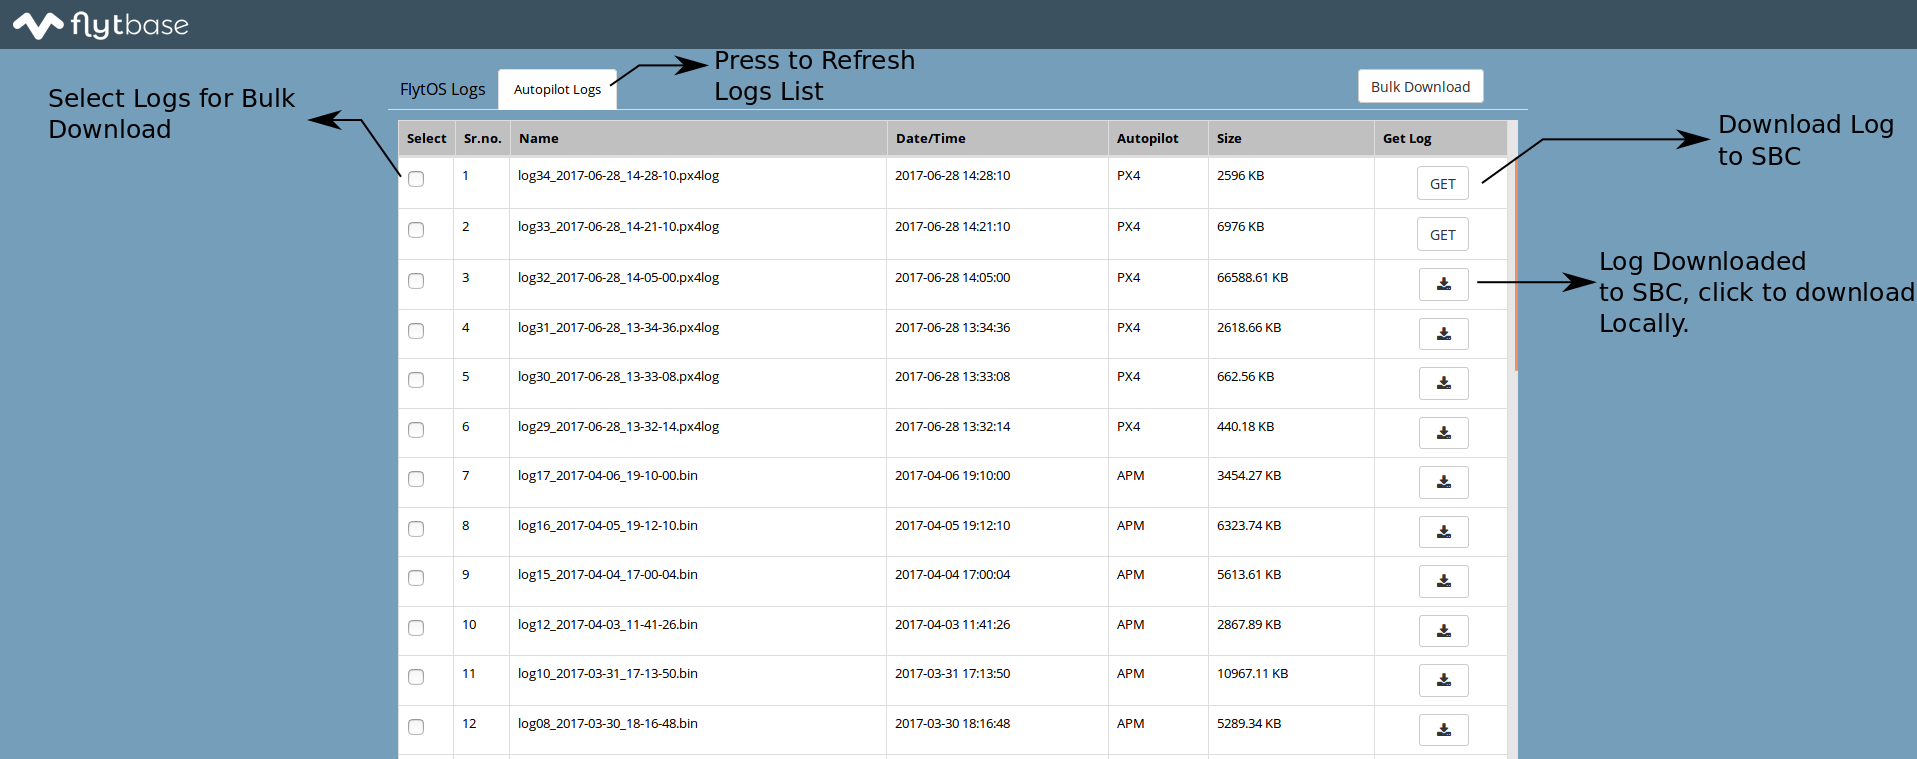 flytbase
Press to Refresh
Logs List
Select Logs for Bulk
Download
FlytOS Logs
Autopilot Logs
Bulk Download
Download Log
to SBC
Select Sr.no. Name Date/Time Autopilot Size Get Log
1 log34_2017-06-28_14-28-10.px4log 2017-06-28 14:28:10 PX4 2596 KB GET
2 log33_2017-06-28_14-21-10.px4log 2017-06-28 14:21:10 PX4 6976 KB GET
3 log32_2017-06-28_14-05-00.px4log 2017-06-28 14:05:00 PX4 66588.61 KB
Log Downloaded
to SBC, click to download
Locally.
4 log31_2017-06-28_13-34-36.px4log 2017-06-28 13:34:36 PX4 2618.66 KB
5 log30_2017-06-28_13-33-08.px4log 2017-06-28 13:33:08 PX4 662.56 KB
6 log29_2017-06-28_13-32-14.px4log 2017-06-28 13:32:14 PX4 440.18 KB
7 log17_2017-04-06_19-10-00.bin 2017-04-06 19:10:00 APM 3454.27 KB
8 log16_2017-04-05_19-12-10.bin 2017-04-05 19:12:10 APM 6323.74 KB
9 log15_2017-04-04_17-00-04.bin 2017-04-04 17:00:04 APM 5613.61 KB
10 log12_2017-04-03_11-41-26.bin 2017-04-03 11:41:26 APM 2867.89 KB
11 log10_2017-03-31_17-13-50.bin 2017-03-31 17:13:50 APM 10967.11 KB
12 log08_2017-03-30_18-16-48.bin 2017-03-30 18:16:48 APM 5289.34 KB